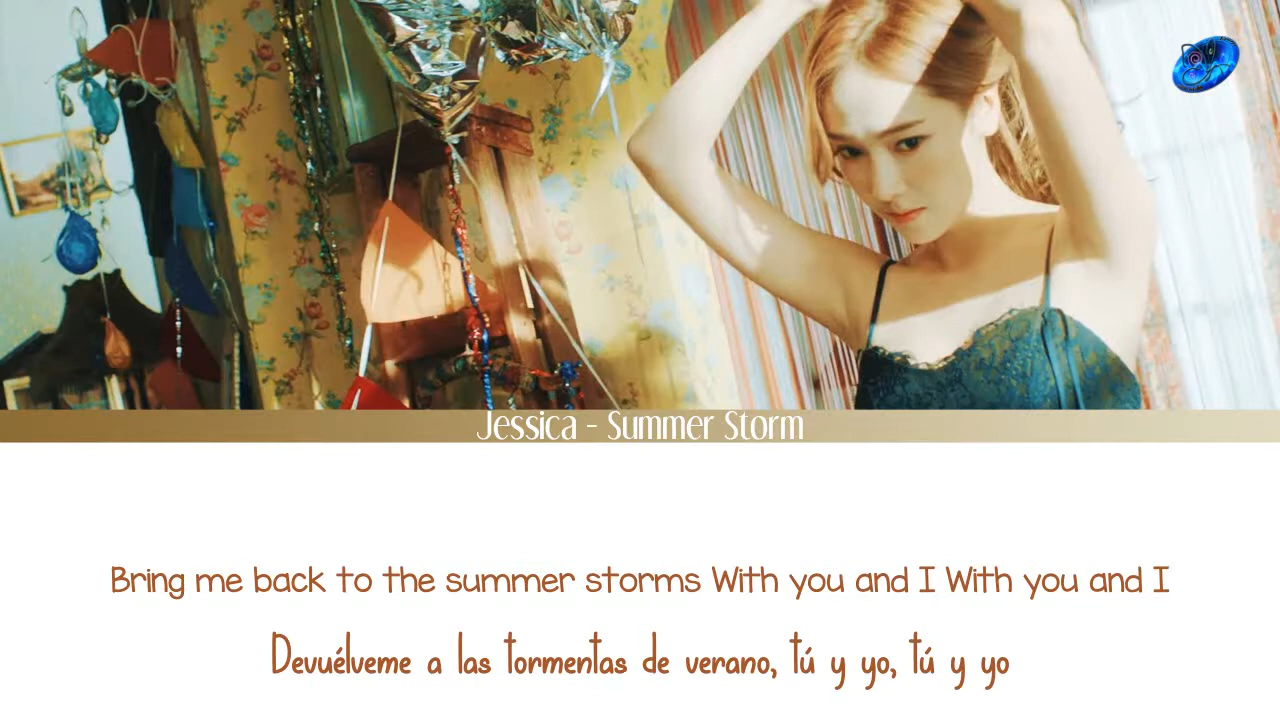 Jessica - Summer Storm
Bring me back to the summer storms With you and I With you and I
Devuélveme a las tormentas de verano, tú y yo, tú y yo